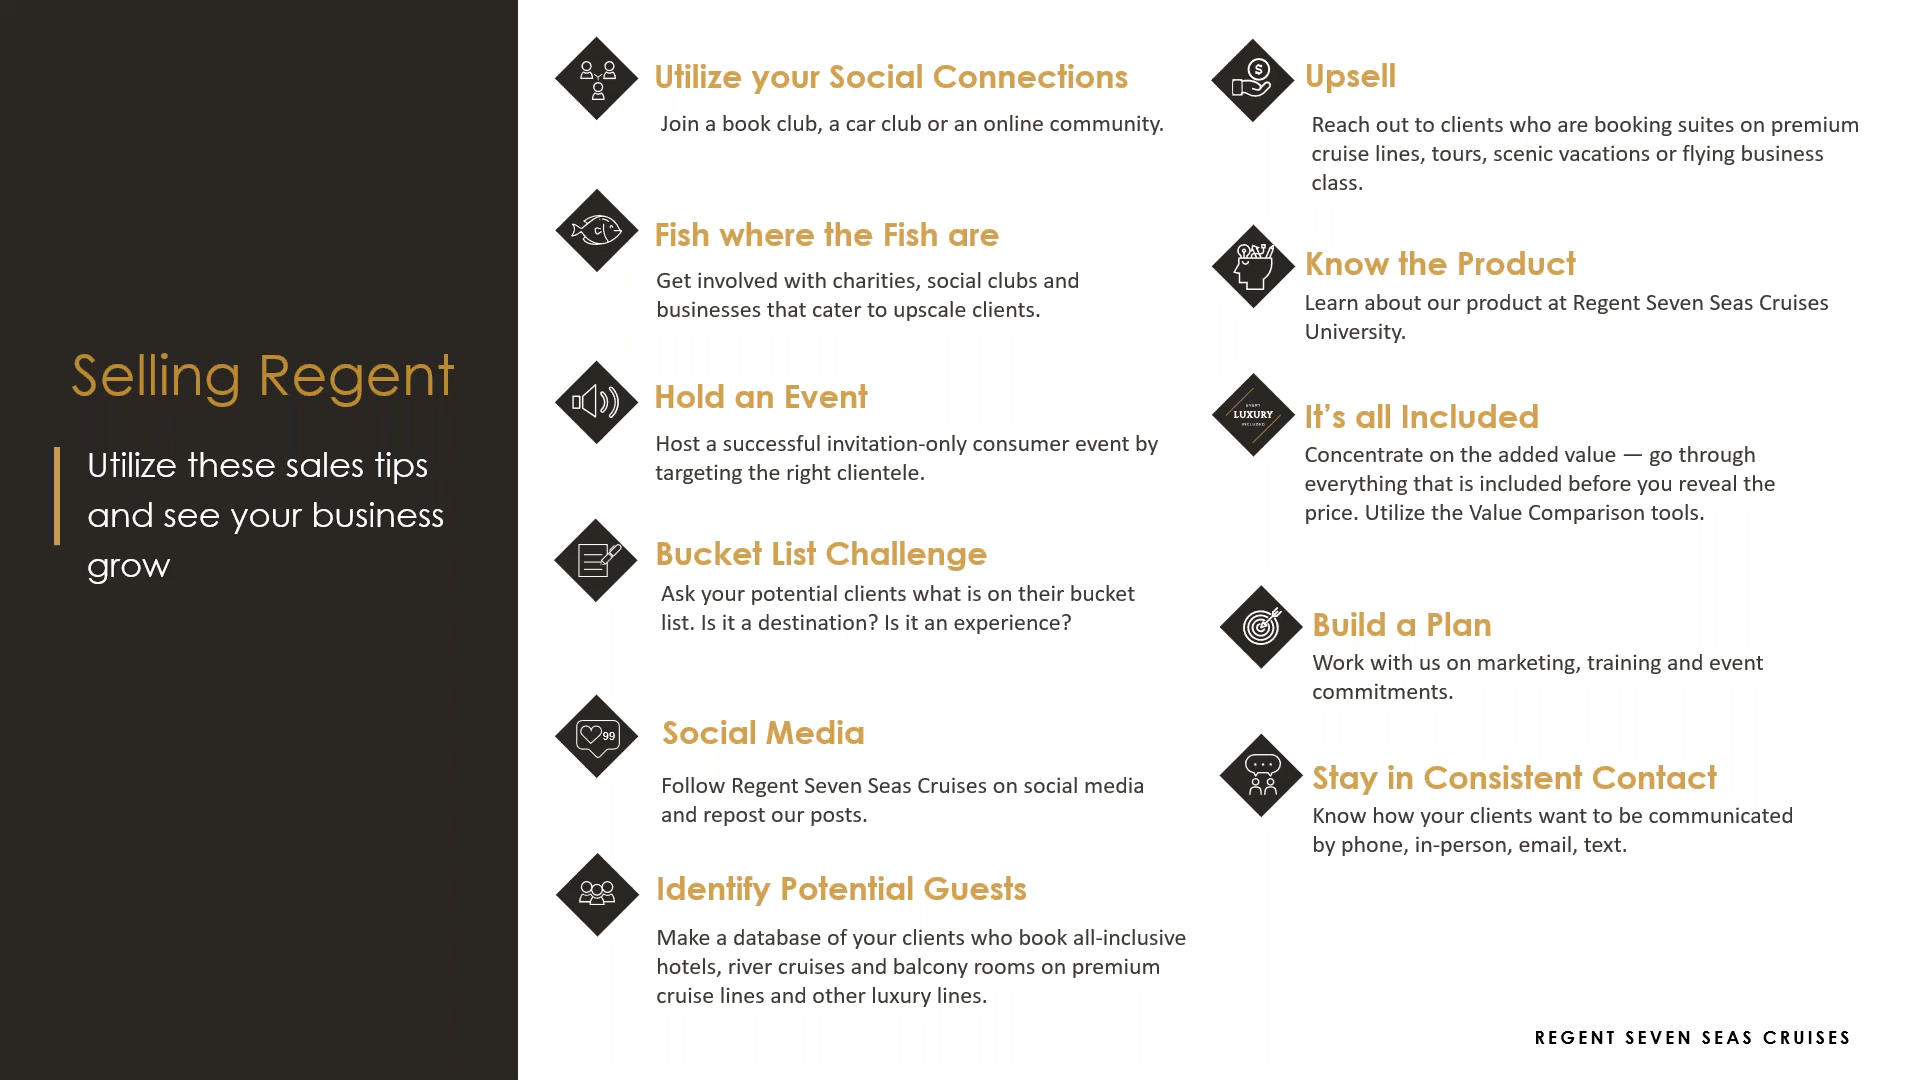 Selling Regent
Utilize these sales tips
and see your business
grow
Utilize your Social Connections
Join a book club, a car club or an online community.
Fish where the Fish are
Get involved with charities, social clubs and
businesses that cater to upscale clients.
Hold an Event
Host a successful invitation-only consumer event by
targeting the right clientele.
Bucket List Challenge
Ask your potential clients what is on their bucket
list. Is it a destination? Is it an experience?
99
Social Media
Follow Regent Seven Seas Cruises on social media
and repost our posts.
Identify Potential Guests
Make a database of your clients who book all-inclusive
hotels, river cruises and balcony rooms on premium
cruise lines and other luxury lines.
$
Upsell
Reach out to clients who are booking suites on premium
cruise lines, tours, scenic vacations or flying business
class.
Know the Product
Learn about our product at Regent Seven Seas Cruises
University.
EVERY
LUXURY
INCLUDED
It’s all Included
Concentrate on the added value — go through
everything that is included before you reveal the
price. Utilize the Value Comparison tools.
Build a Plan
Work with us on marketing, training and event
commitments.
Stay in Consistent Contact
Know how your clients want to be communicated
by phone, in-person, email, text.
REGENT SEVEN SEAS CRUISES